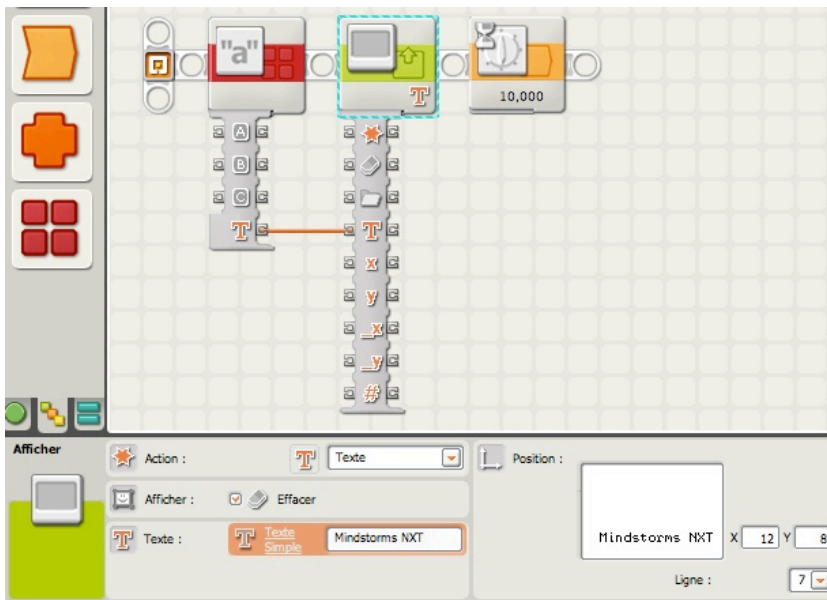 "a"
T
10,000
A
B
C
T
T
x
y
_x
_y
#
Afficher
Action :
T
Texte
Position :
Afficher :
Effacer
T
Texte :
T
Texte
Simple
Mindstorms NXT
Mindstorms NXT
X 12 Y 8
Ligne : 7